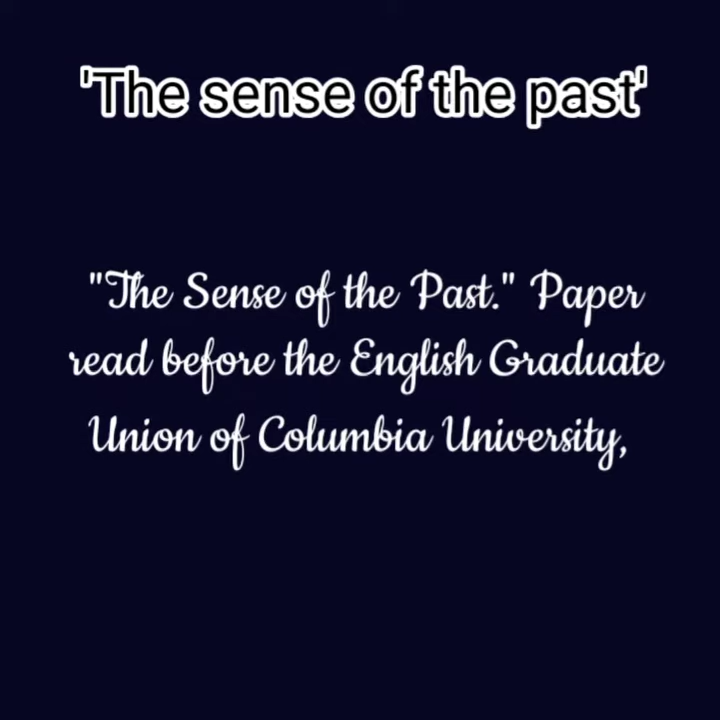 'The sense of the past'
"The Sense of the Past." Paper
read before the English Graduate
Union of Columbia University,